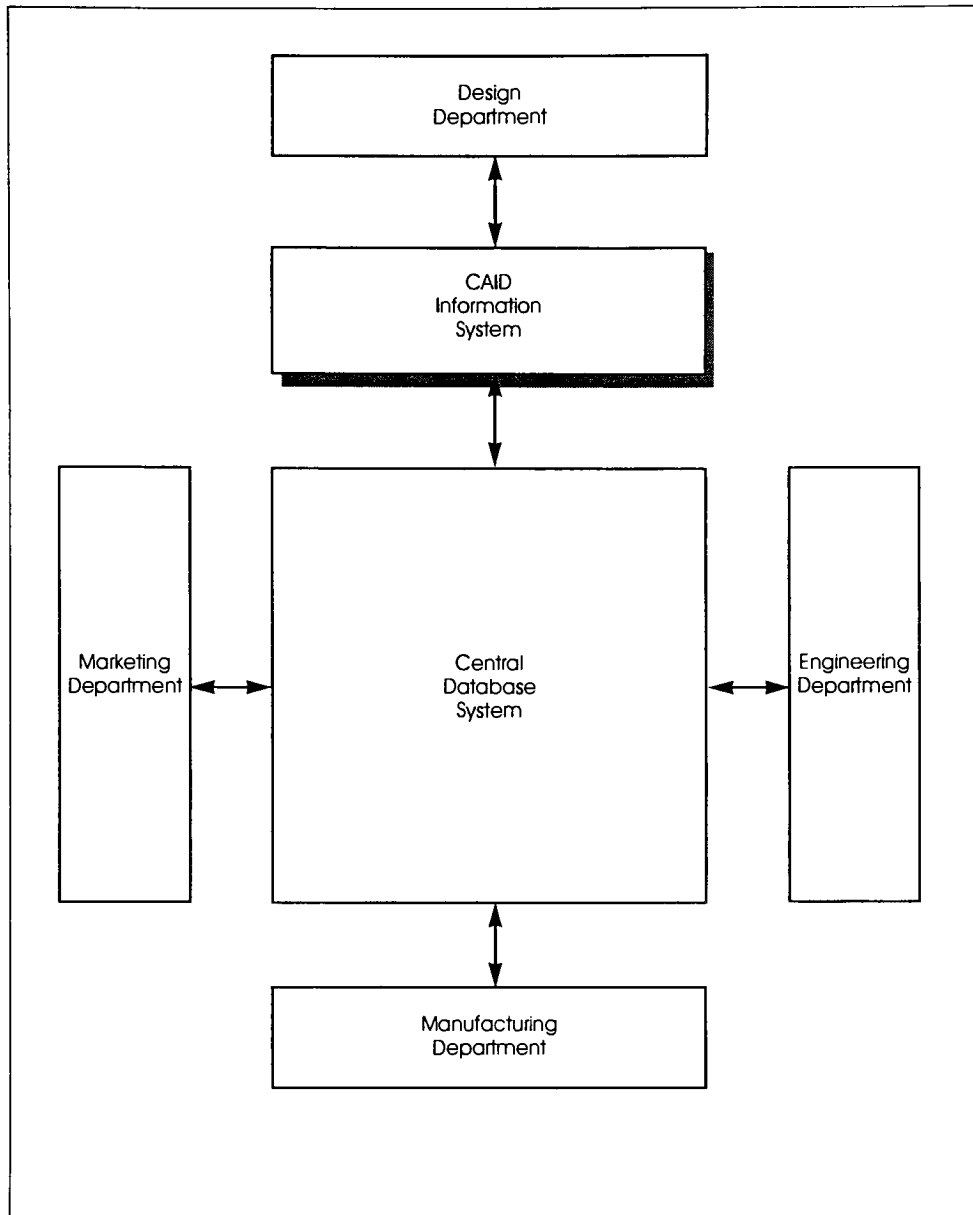 Design
Department
CAID
Information
System
Marketing
Department
Central
Database
System
Engineering
Department
Manufacturing
Department